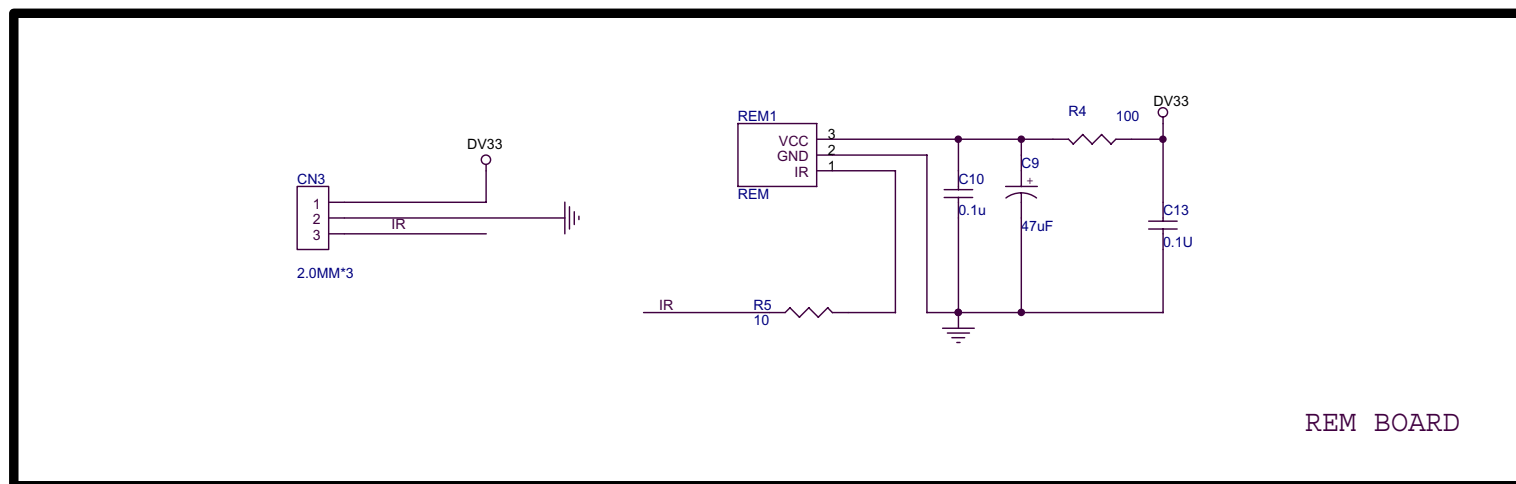 DV33
CN3
1
2
3
IR
2.0MM*3
REM1
VCC
GND
IR
REM
3
2
1
R4
100
DV33
C10
0.1u
C9
+
47uF
C13
0.1U
IR
R5
10
REM BOARD